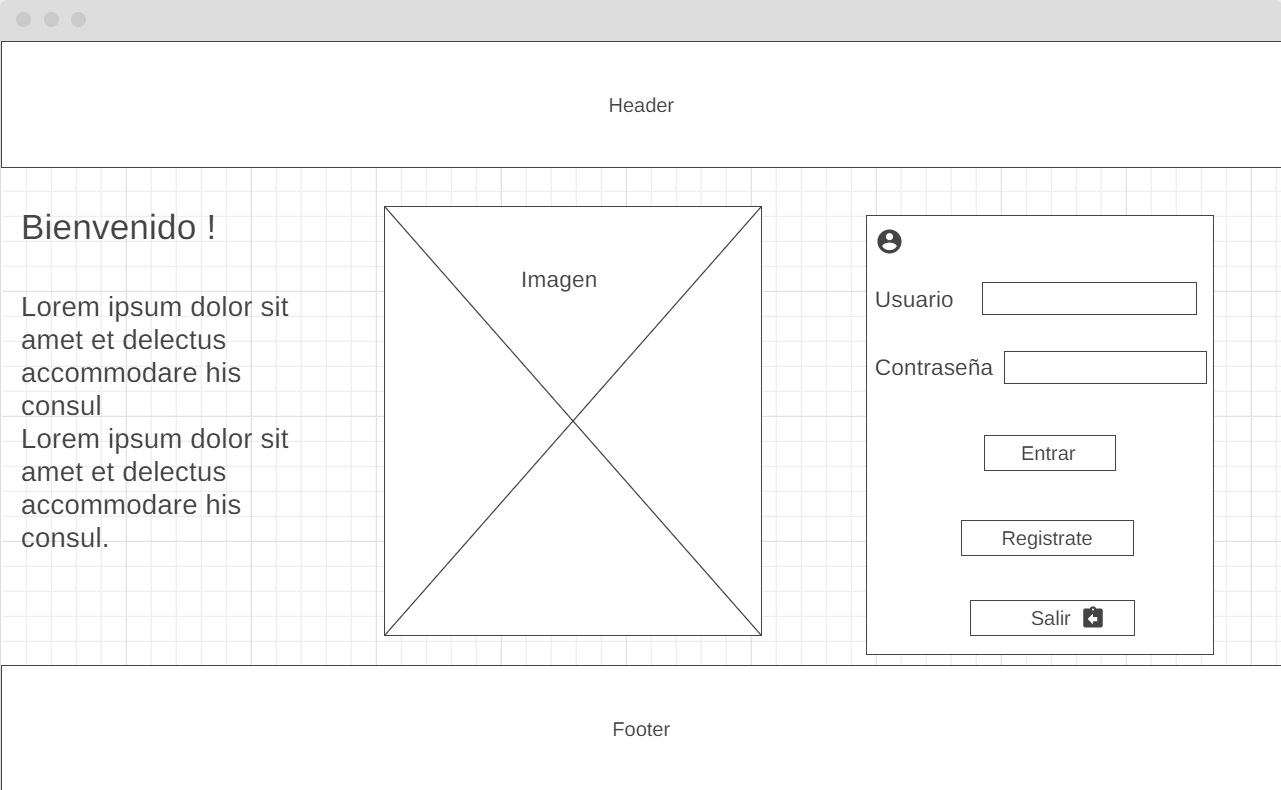 Header
Bienvenido !
Lorem ipsum dolor sit
amet et delectus
accommodare his
consul
Lorem ipsum dolor sit
amet et delectus
accommodare his
consul.
Imagen
Usuario
Contraseña
Entrar
Registrate
Salir
Footer